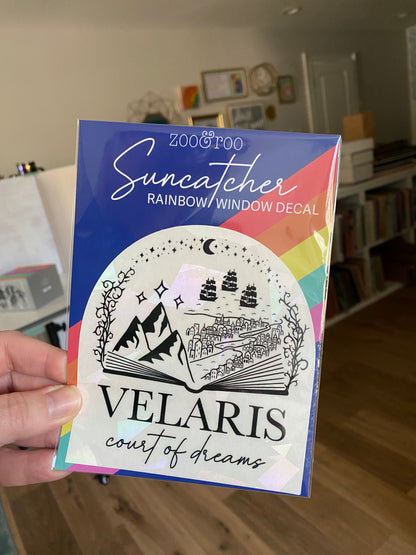 zoo&roo
Suncatcher
RAINBOW/WINDOW DECAL
VELARIS
court of dreams